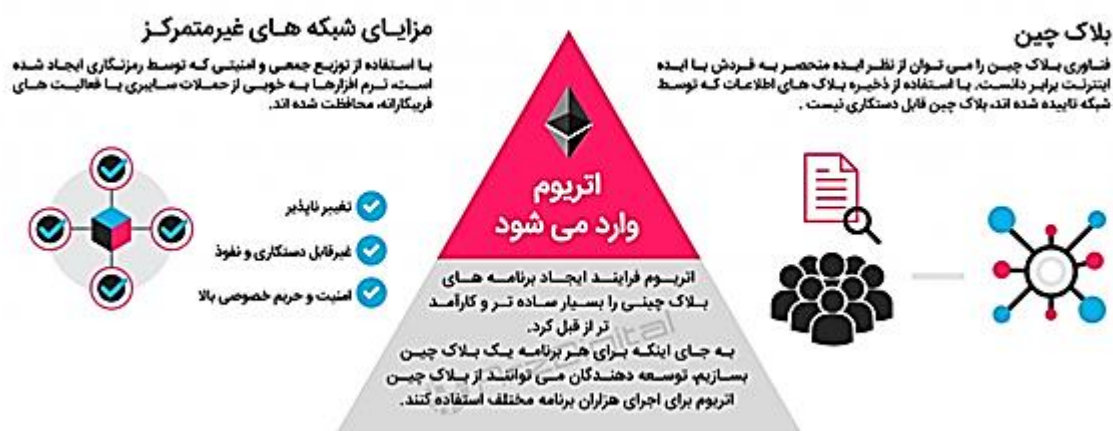 بلاک چین
فناوری بلاک چین را می توان از نظر ایده منحصر به فردش با ایده
اینترنت برابر دانست. با استفاده از ذخیره بلاک های اطلاعات که توسط
شبکه تاییده شده اند، بلاک چین قابل دستکاری نیست .
اتریوم
وارد می شود
اتریوم فرایند ایجاد برنامه های
بلاک چینی را بسیار ساده تر و کارآمد
تر از قبل کرد.
به جای اینکه برای هر برنامه یک بلاک چین
بسازیم، توسعه دهندگان می توانند از بلاک چین
اتریوم برای اجرای هزاران برنامه مختلف استفاده کنند.
مزایای شبکه های غیرمتمرکز
با استفاده از توزیع جمعی و امنیتی که توسط رمزنگاری ایجاد شده
است، نرم افزارها به خوبی از حملات سایبری یا فعالیت های
فریبکارانه، محافظت شده اند.
تغییر ناپذیر
غیرقابل دستکاری و نفوذ
امنیت و حریم خصوصی بالا